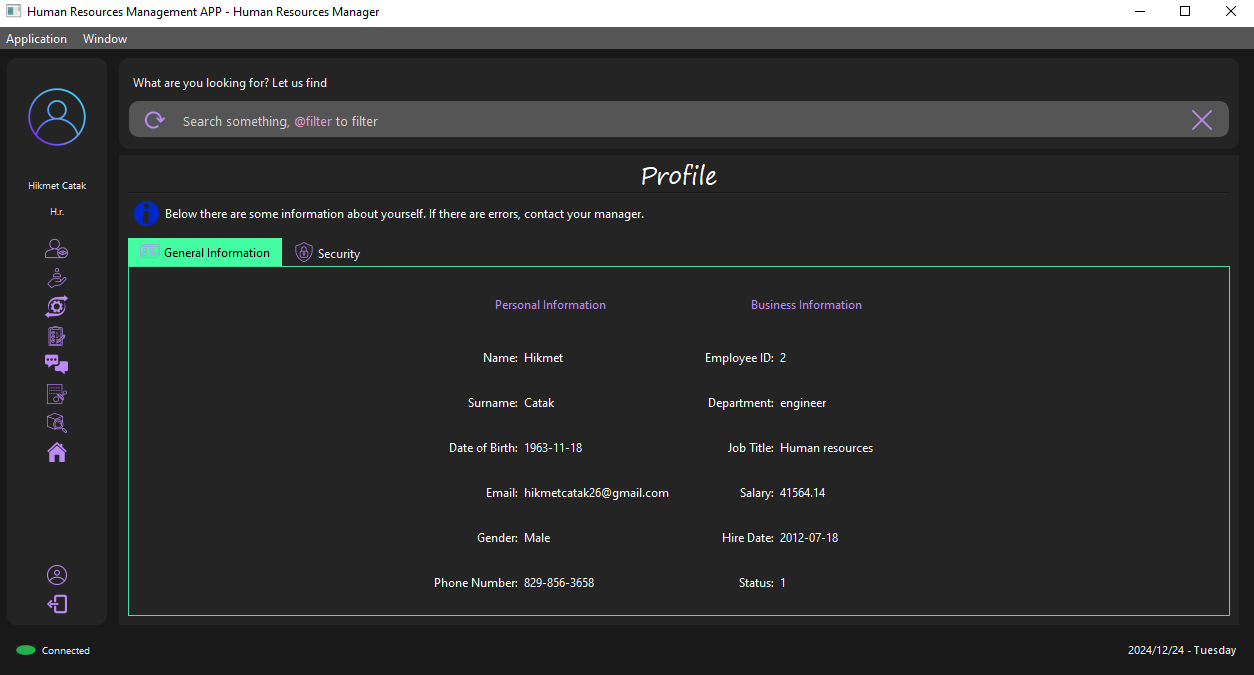 Human Resources Management APP - Human Resources Manager
Application Window
What are you looking for? Let us find
Search something, @filter to filter
Hikmet Catak
H.r.
Profile
Below there are some information about yourself. If there are errors, contact your manager.
General Information Security
Personal Information Business Information
Name: Hikmet Employee ID: 2
Surname: Catak Department: engineer
Date of Birth: 1963-11-18 Job Title: Human resources
Email: hikmetcatak26@gmail.com Salary: 41564.14
Gender: Male Hire Date: 2012-07-18
Phone Number: 829-856-3658 Status: 1
Connected 2024/12/24 - Tuesday